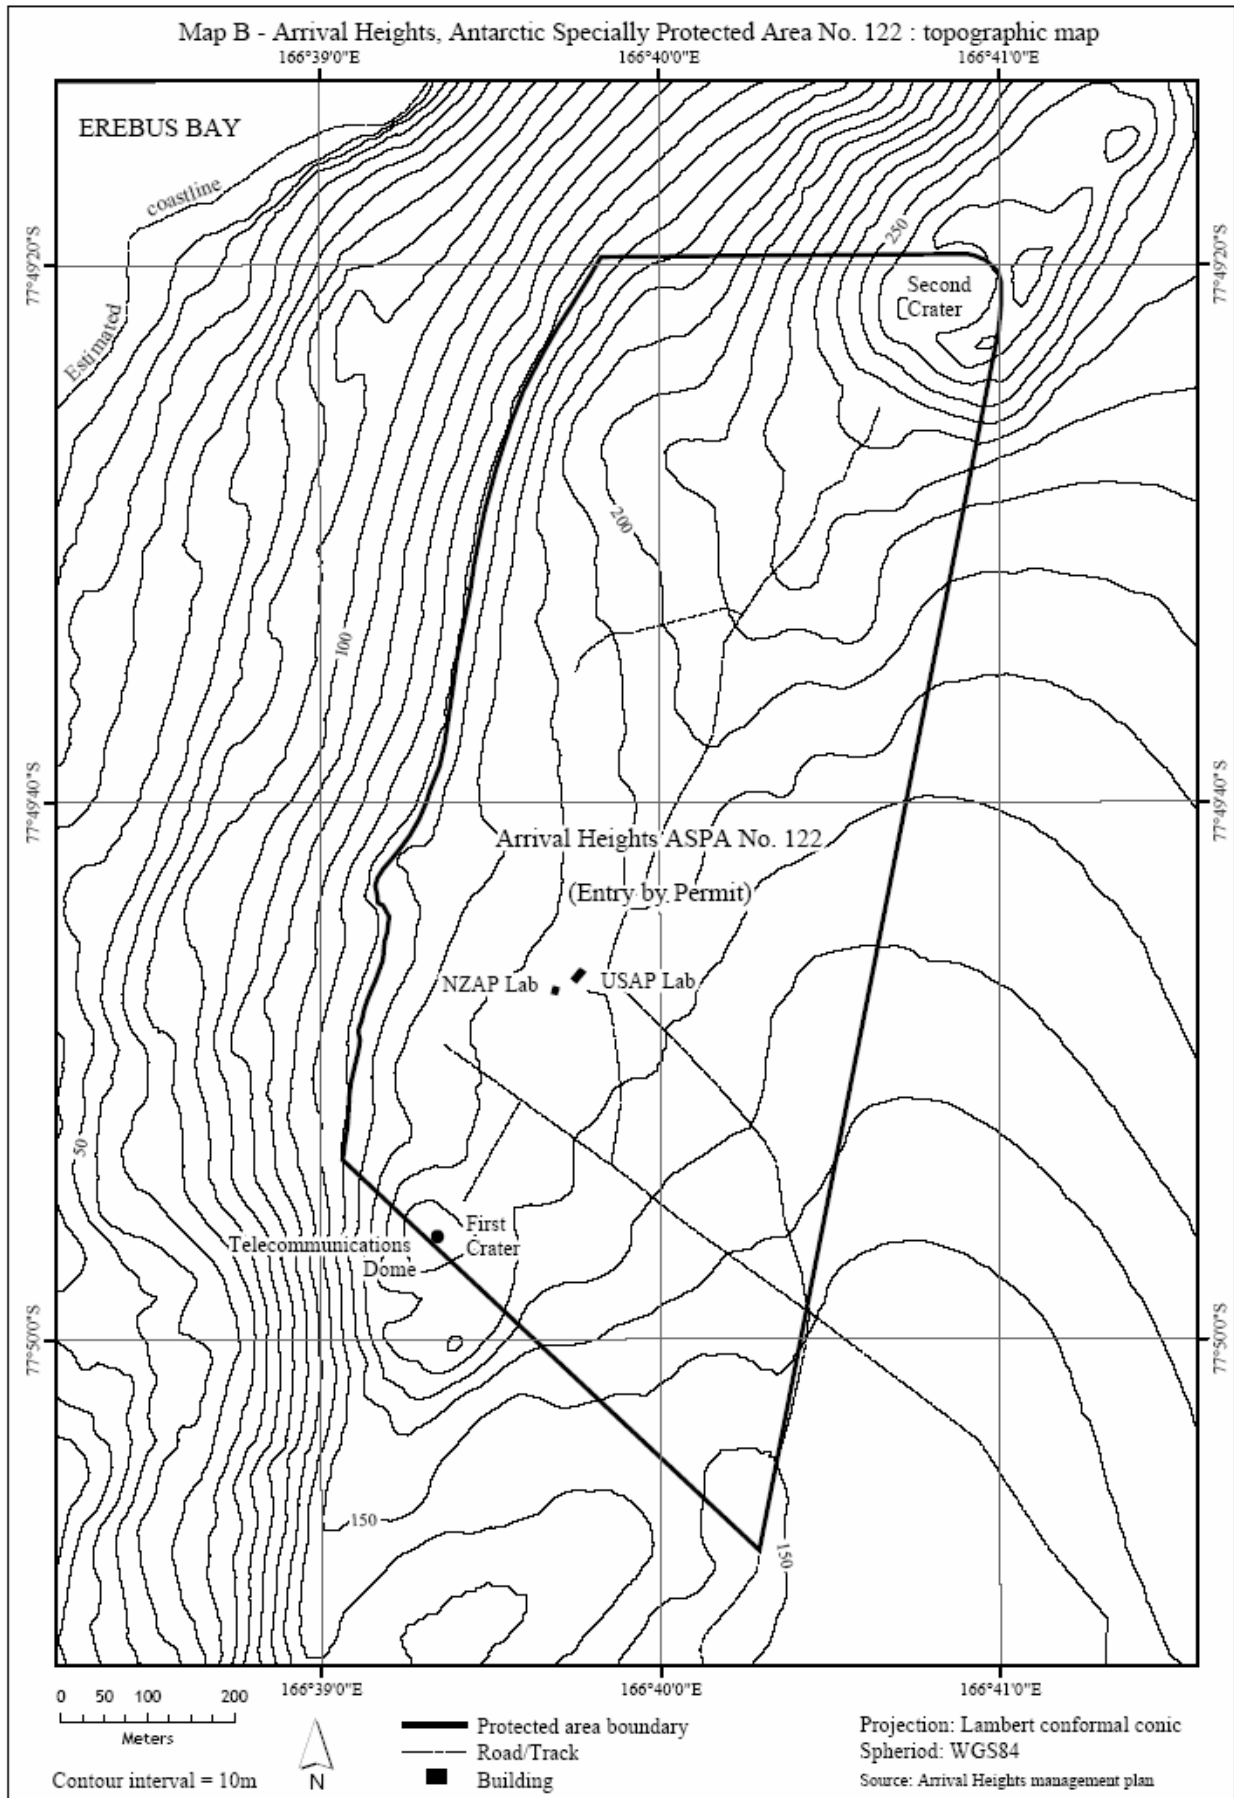 Map B - Arrival Heights, Antarctic Specially Protected Area No. 122 : topographic map
166°39'0"E 166°40'0"E 166°41'0"E
EREBUS BAY
coastline
Estimated
250
77°49'20"S 77°49'20"S
Second
Crater
200
100
77°49'40"S 77°49'40"S
Arrival Heights ASPA No. 122
(Entry by Permit)
NZAP Lab USAP Lab
50
First
Crater
Telecommunications
Dome
77°50'0"S 77°50'0"S
150
150
166°39'0"E 166°40'0"E 166°41'0"E
0 50 100 200
Meters
Contour interval = 10m
N
Protected area boundary
Road/Track
Building
Projection: Lambert conformal conic
Spheriod: WGS84
Source: Arrival Heights management plan